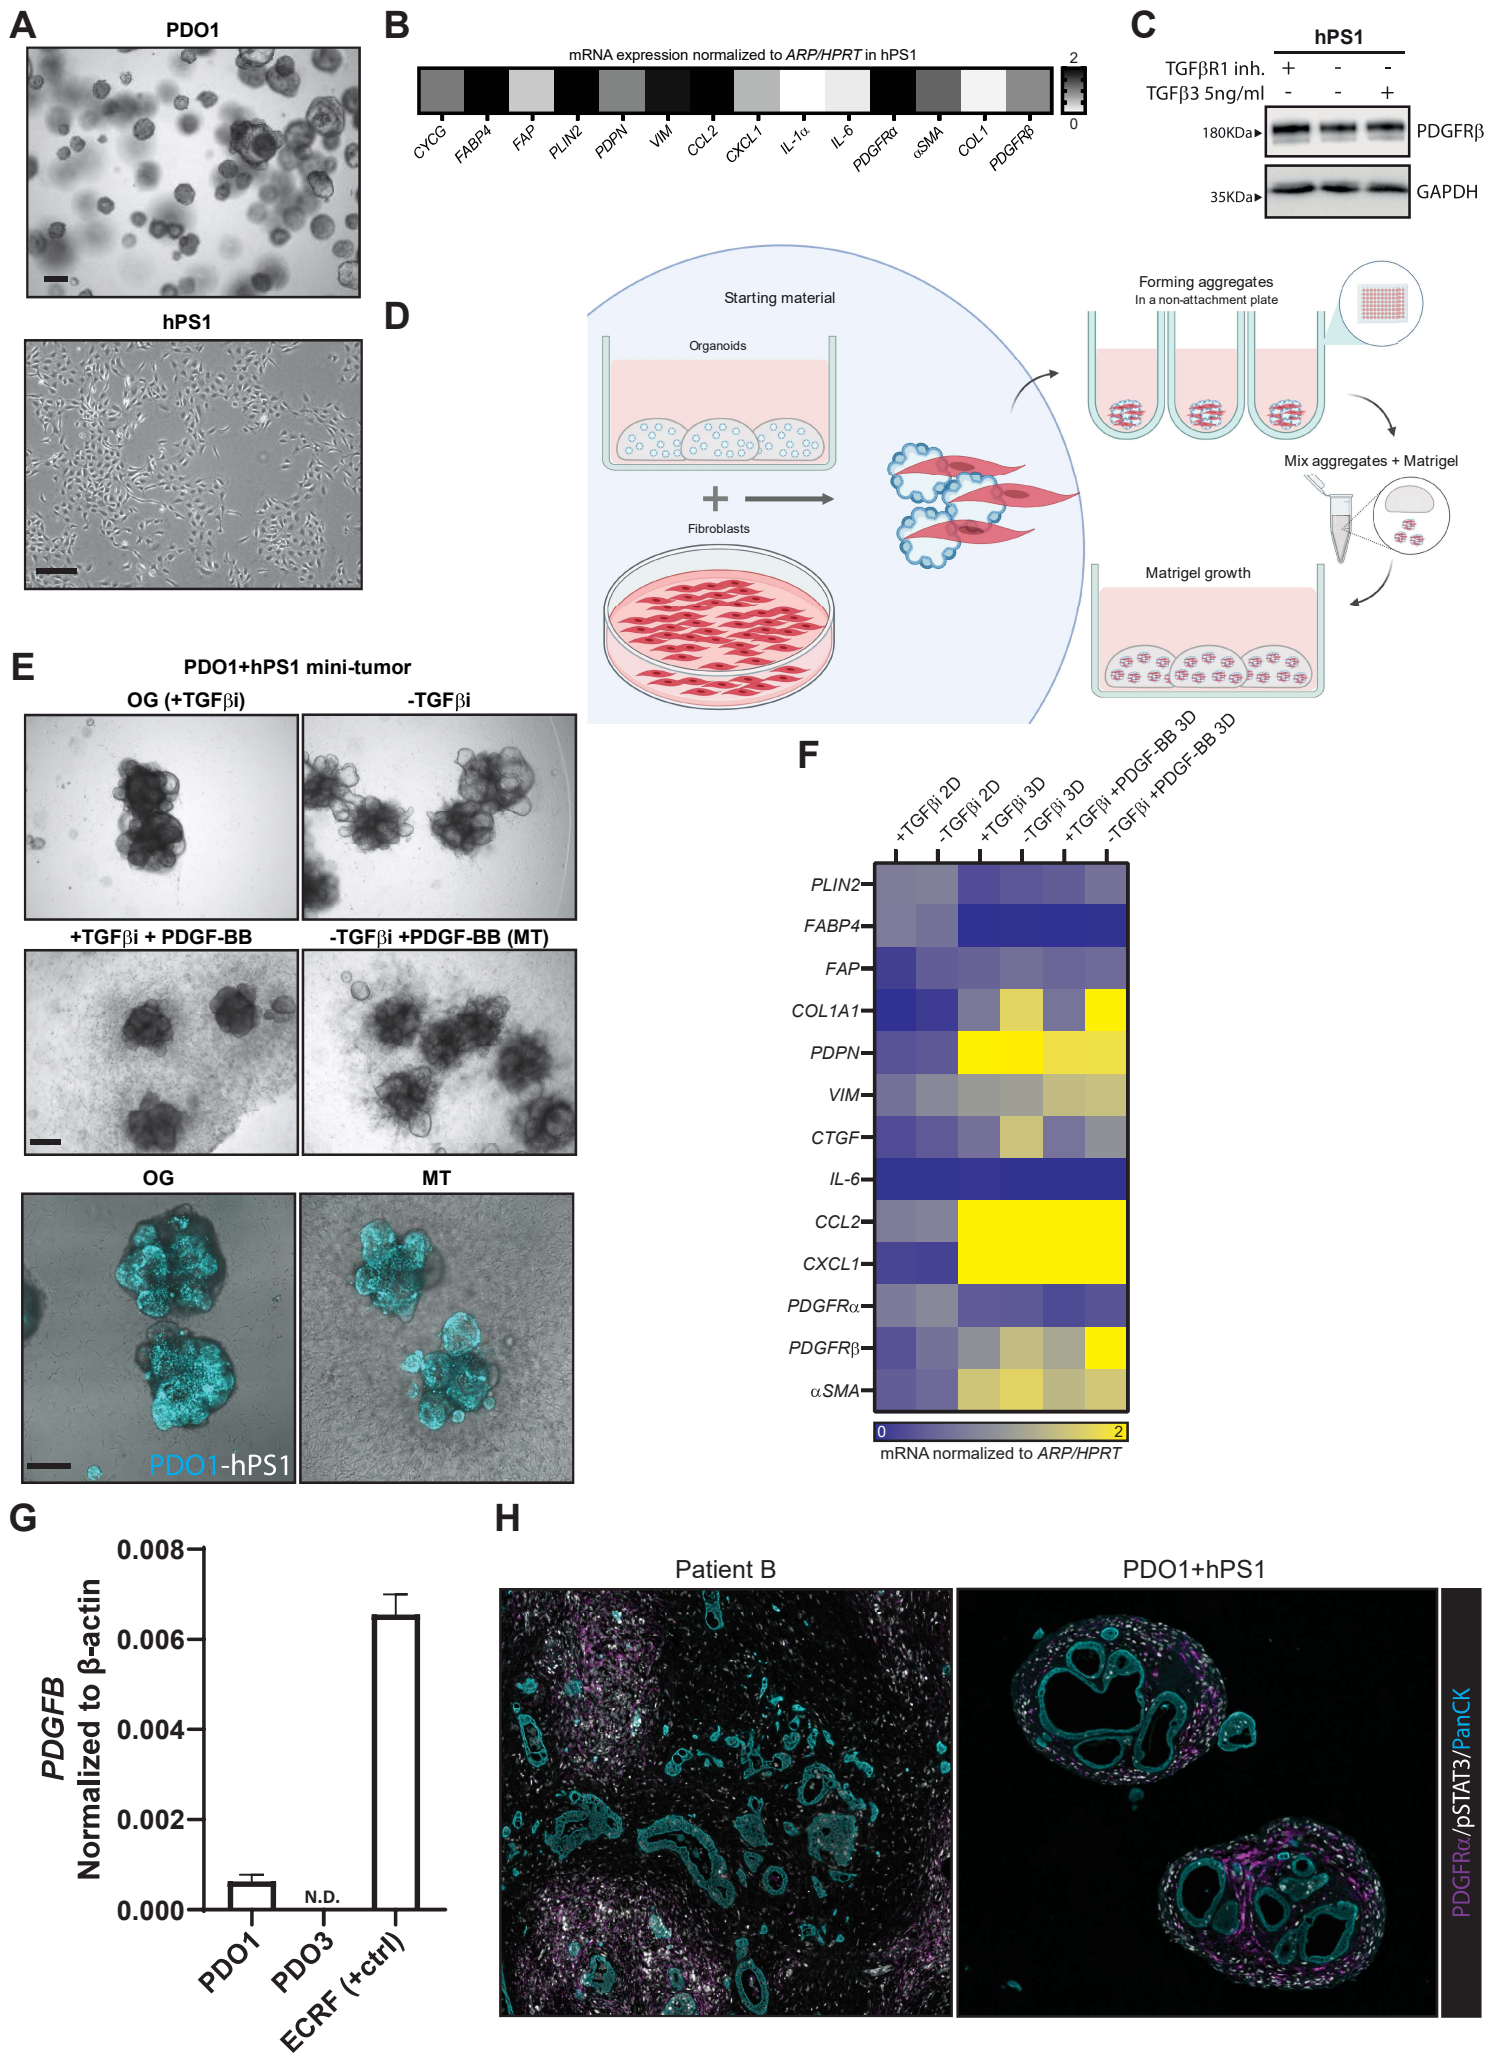 A
PDO1
hPS1
B
mRNA expression normalized to ARP/HPRT in hPS1
2
0
CYCG
FABP4
FAP
PLIN2
PDPN
VIM
CCL2
CXCL1
IL-1α
IL-6
PDGFRα
αSMA
COL1
PDGFRβ
C
hPS1
TGFβR1 inh. + - -
TGFβ3 5ng/ml - - +
180KDa
PDGFRβ
35KDa
GAPDH
D
Starting material
Organoids
Fibroblasts
Forming aggregates
In a non-attachment plate
Mix aggregates + Matrigel
Matrigel growth
E
PDO1+hPS1 mini-tumor
OG (+TGFβi)
-TGFβi
+TGFβi + PDGF-BB
-TGFβi +PDGF-BB (MT)
OG
MT
PDO1-hPS1
F
+TGFβi 2D
-TGFβi 2D
+TGFβi 3D
-TGFβi 3D
+TGFβi +PDGF-BB 3D
-TGFβi +PDGF-BB 3D
PLIN2
FABP4
FAP
COL1A1
PDPN
VIM
CTGF
IL-6
CCL2
CXCL1
PDGFRα
PDGFRβ
αSMA
0 2
mRNA normalized to ARP/HPRT
G
PDGFB
Normalized to β-actin
0.008
0.006
0.004
0.002
0.000
N.D.
PDO1
PDO3
ECRF (+ctrl)
H
Patient B
PDO1+hPS1
PDGFRα/pSTAT3/PanCK